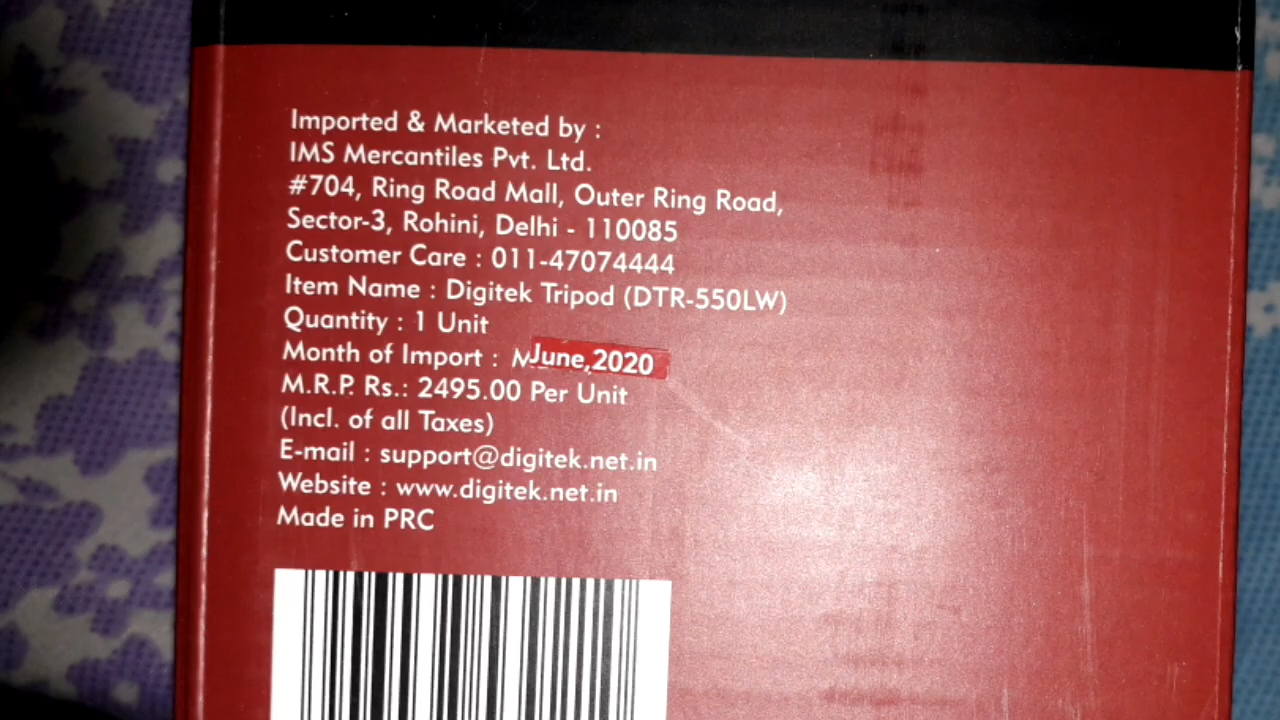 Imported & Marketed by :
IMS Mercantiles Pvt. Ltd.
#704, Ring Road Mall, Outer Ring Road,
Sector-3, Rohini, Delhi - 110085
Customer Care : 011-47074444
Item Name : Digitek Tripod (DTR-550LW)
Quantity : 1 Unit
Month of Import : June,2020
M.R.P. Rs.: 2495.00 Per Unit
(Incl. of all Taxes)
E-mail : support@digitek.net.in
Website : www.digitek.net.in
Made in PRC